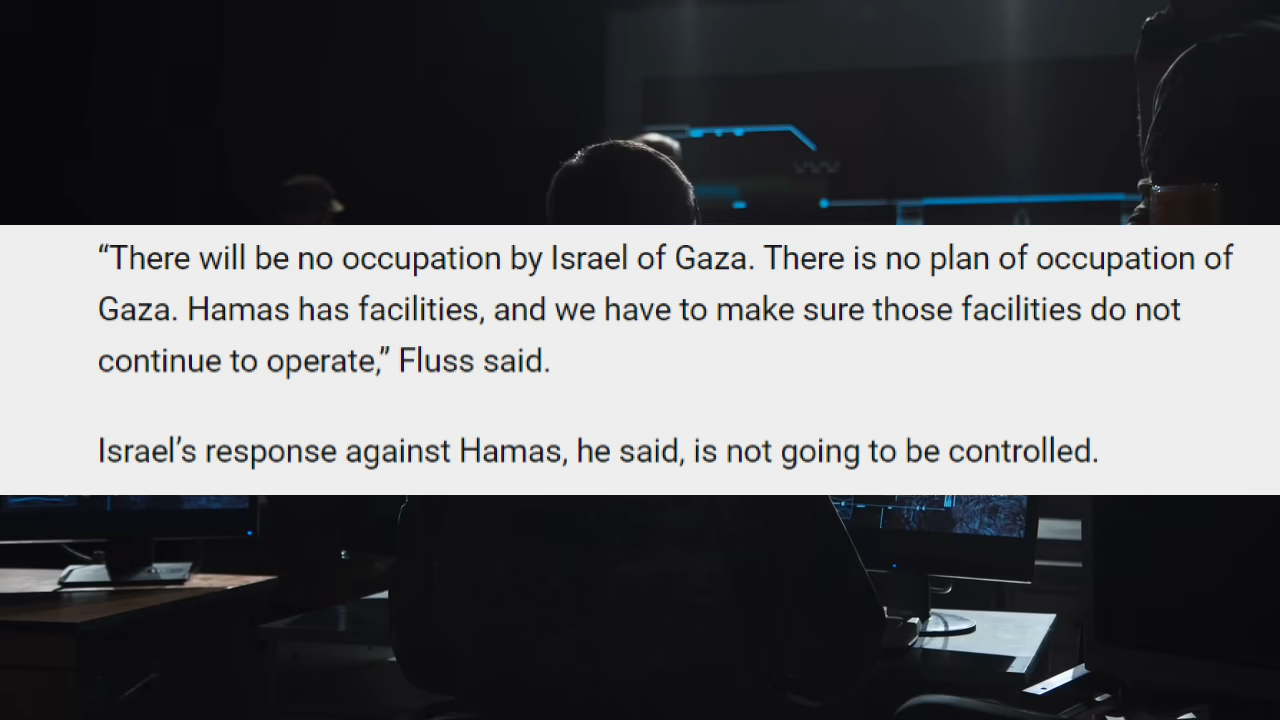 “There will be no occupation by Israel of Gaza. There is no plan of occupation of
Gaza. Hamas has facilities, and we have to make sure those facilities do not
continue to operate,” Fluss said.
Israel’s response against Hamas, he said, is not going to be controlled.